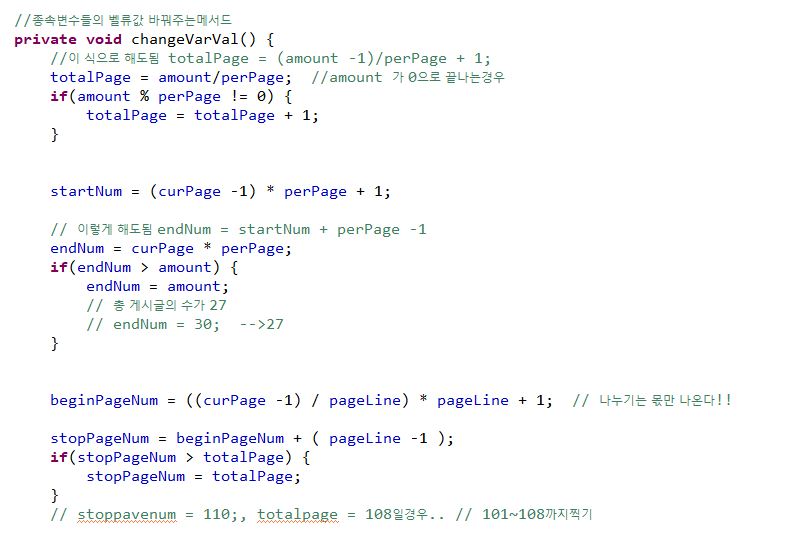 //종속변수들의 벨류값 바꿔주는메서드
private void changeVarVal() {
//이 식으로 해도됨 totalPage = (amount -1)/perPage + 1;
totalPage = amount/perPage;  //amount 가 0으로 끝나는경우
if(amount % perPage != 0) {
totalPage = totalPage + 1;
}
startNum = (curPage -1) * perPage + 1;
// 이렇게 해도됨 endNum = startNum + perPage -1
endNum = curPage * perPage;
if(endNum > amount) {
endNum = amount;
// 총 게시글의 수가 27
// endNum = 30;  -->27
}
beginPageNum = ((curPage -1) / pageLine) * pageLine + 1;  // 나누기는 몫만 나온다!!
stopPageNum = beginPageNum + ( pageLine -1 );
if(stopPageNum > totalPage) {
stopPageNum = totalPage;
}
// stoppavenum = 110;, totalpage = 108일경우.. // 101~108까지찍기